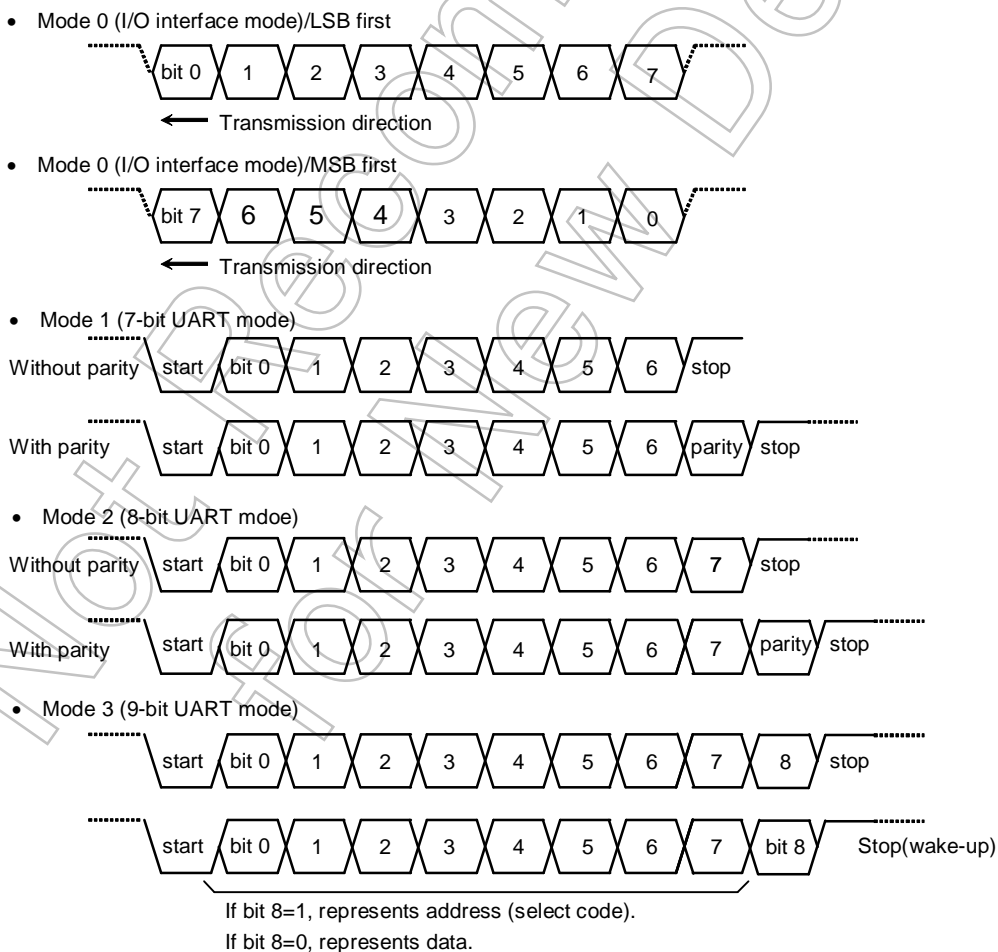 • Mode 0 (I/O interface mode)/LSB first
bit 0 1 2 3 4 5 6 7
← Transmission direction
• Mode 0 (I/O interface mode)/MSB first
bit 7 6 5 4 3 2 1 0
← Transmission direction
• Mode 1 (7-bit UART mode)
Without parity start bit 0 1 2 3 4 5 6 stop
With parity start bit 0 1 2 3 4 5 6 parity stop
• Mode 2 (8-bit UART mdoe)
Without parity start bit 0 1 2 3 4 5 6 7 stop
With parity start bit 0 1 2 3 4 5 6 7 parity stop
• Mode 3 (9-bit UART mode)
start bit 0 1 2 3 4 5 6 7 8 stop
start bit 0 1 2 3 4 5 6 7 bit 8 Stop(wake-up)
If bit 8=1, represents address (select code).
If bit 8=0, represents data.
Not Recom
for New De